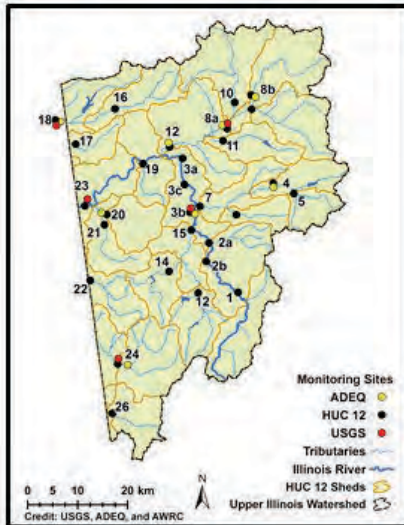 16
10
8b
18
8a
12
11
17
3a
19
4
3c
5
23
7
20
3b
21
15
2a
14
2b
22
12
1
24
26
Monitoring Sites
ADEQ
HUC 12
USGS
Tributaries
Illinois River
HUC 12 Sheds
Upper Illinois Watershed
N
0 5 10 20 km
Credit: USGS, ADEQ, and AWRC